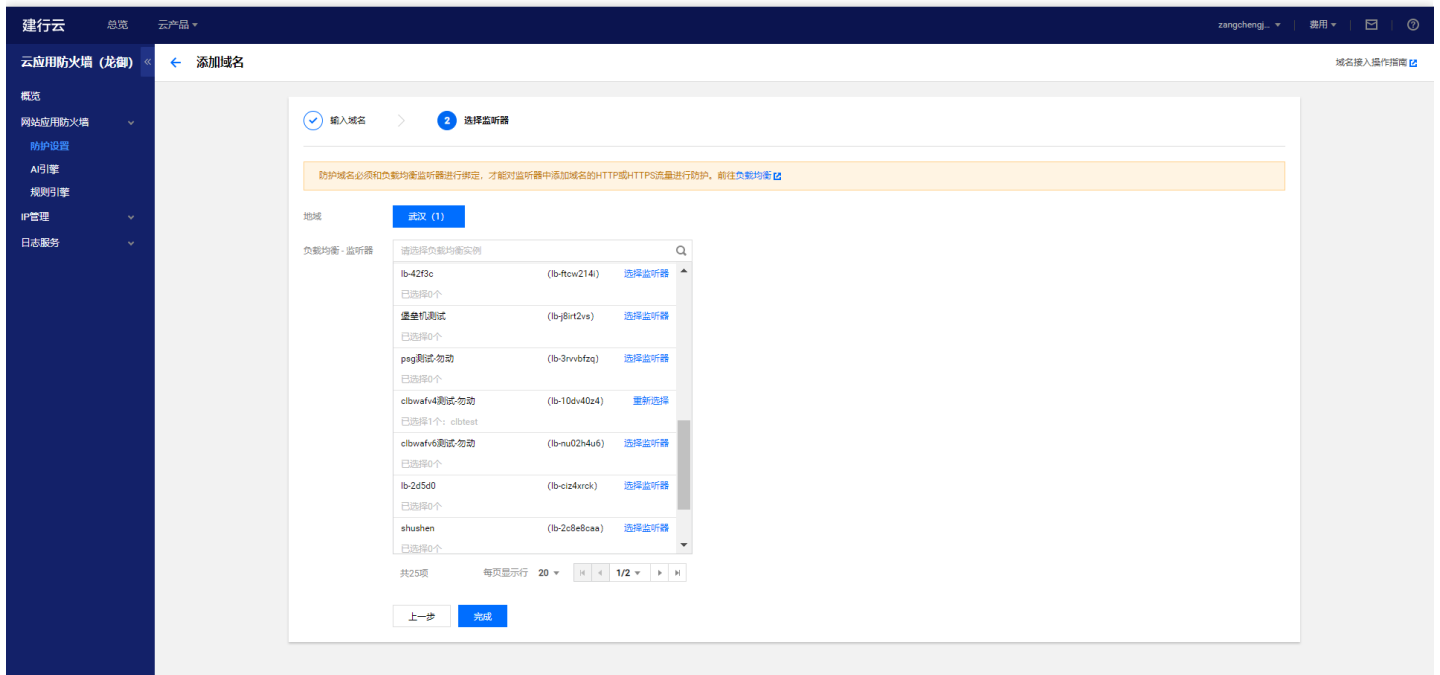 建行云 总览 云产品 zangchengj... 费用
云应用防火墙（龙御） 添加域名 域名接入操作指南
概览
网站应用防火墙
防护设置
AI引擎
规则引擎
IP管理
日志服务
输入域名 2 选择监听器
防护域名必须和负载均衡监听器进行绑定，才能对监听器中添加域名的HTTP或HTTPS流量进行防护。前往负载均衡
地域 武汉（1）
负载均衡 - 监听器 请选择负载均衡实例
lb-42f3c (lb-ftcw214i) 选择监听器
已选择0个
堡垒机测试 (lb-j8irt2vs) 选择监听器
已选择0个
psg测试-勿动 (lb-3rvvbfzq) 选择监听器
已选择0个
clbwafv4测试-勿动 (lb-10dv40z4) 重新选择
已选择1个：clbtest
clbwafv6测试-勿动 (lb-nu02h4u6) 选择监听器
已选择0个
lb-2d5d0 (lb-ciz4xrck) 选择监听器
已选择0个
shushen (lb-2c8e8caa) 选择监听器
已选择0个
共25项 每页显示行 20 1/2
上一步 完成